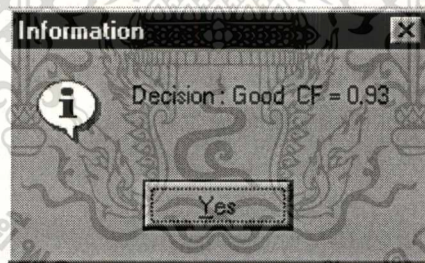 Information
Decision : Good CF = 0.93
Yes